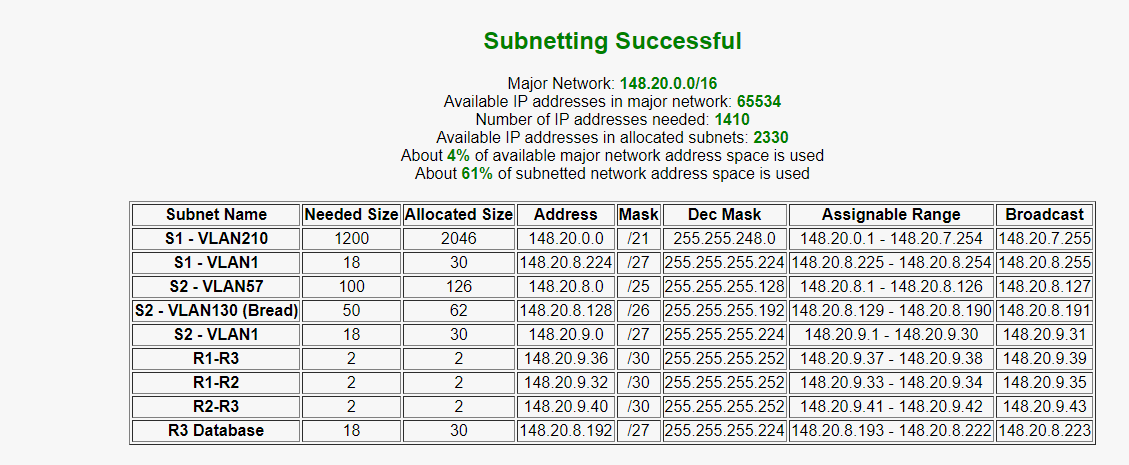 Subnetting Successful
Major Network: 148.20.0.0/16
Available IP addresses in major network: 65534
Number of IP addresses needed: 1410
Available IP addresses in allocated subnets: 2330
About 4% of available major network address space is used
About 61% of subnetted network address space is used
Subnet Name Needed Size Allocated Size Address Mask Dec Mask Assignable Range Broadcast
S1 - VLAN210 1200 2046 148.20.0.0 /21 255.255.248.0 148.20.0.1 - 148.20.7.254 148.20.7.255
S1 - VLAN1 18 30 148.20.8.224 /27 255.255.255.224 148.20.8.225 - 148.20.8.254 148.20.8.255
S2 - VLAN57 100 126 148.20.8.0 /25 255.255.255.128 148.20.8.1 - 148.20.8.126 148.20.8.127
S2 - VLAN130 (Bread) 50 62 148.20.8.128 /26 255.255.255.192 148.20.8.129 - 148.20.8.190 148.20.8.191
S2 - VLAN1 18 30 148.20.9.0 /27 255.255.255.224 148.20.9.1 - 148.20.9.30 148.20.9.31
R1-R3 2 2 148.20.9.36 /30 255.255.255.252 148.20.9.37 - 148.20.9.38 148.20.9.39
R1-R2 2 2 148.20.9.32 /30 255.255.255.252 148.20.9.33 - 148.20.9.34 148.20.9.35
R2-R3 2 2 148.20.9.40 /30 255.255.255.252 148.20.9.41 - 148.20.9.42 148.20.9.43
R3 Database 18 30 148.20.8.192 /27 255.255.255.224 148.20.8.193 - 148.20.8.222 148.20.8.223